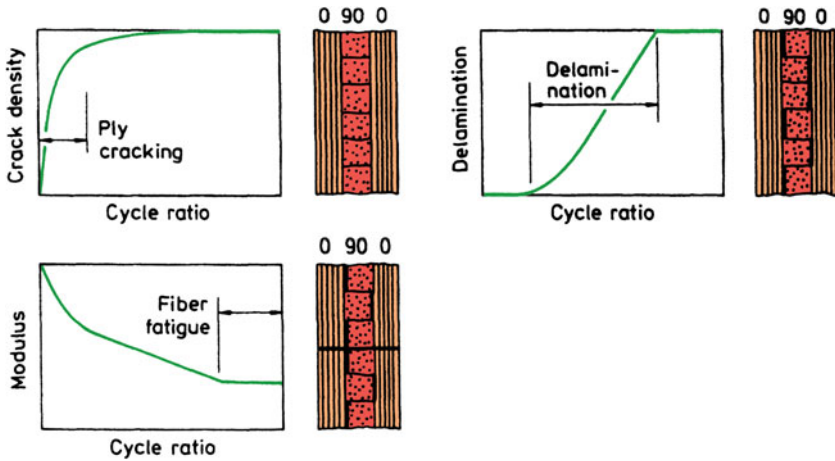 0 90 0
Crack density
Ply
cracking
Cycle ratio
0 90 0
Delamination
Delami-
nation
Cycle ratio
0 90 0
Modulus
Fiber
fatigue
Cycle ratio